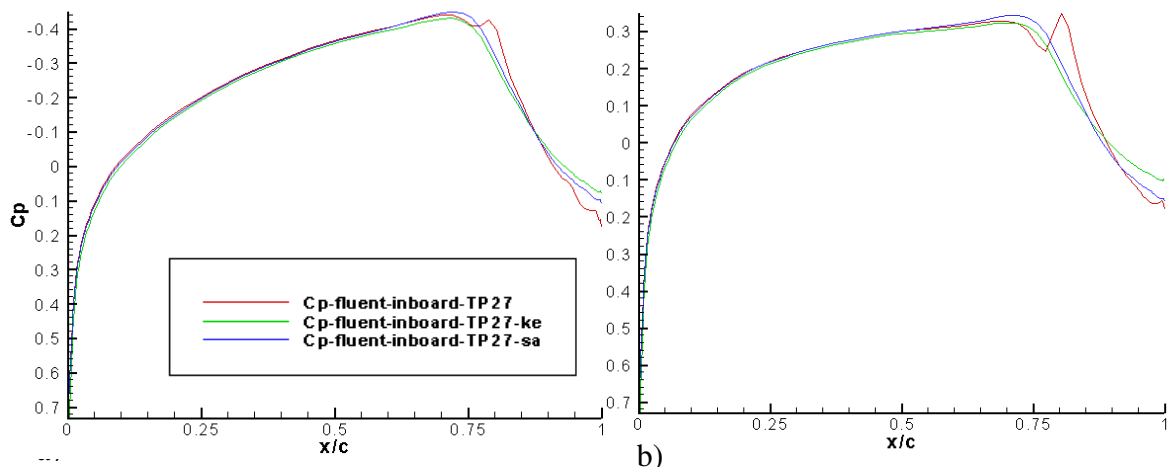 -0.4
-0.3
-0.2
-0.1
0
0.1
0.2
0.3
0.4
0.5
0.6
0.7
Cp
0 0.25 0.5 0.75 1
x/c
Cp-fluent-inboard-TP27
Cp-fluent-inboard-TP27-ke
Cp-fluent-inboard-TP27-sa
0.3
0.2
0.1
0
0.1
0.2
0.3
0.4
0.5
0.6
0.7
0 0.25 0.5 0.75 1
x/c
b)